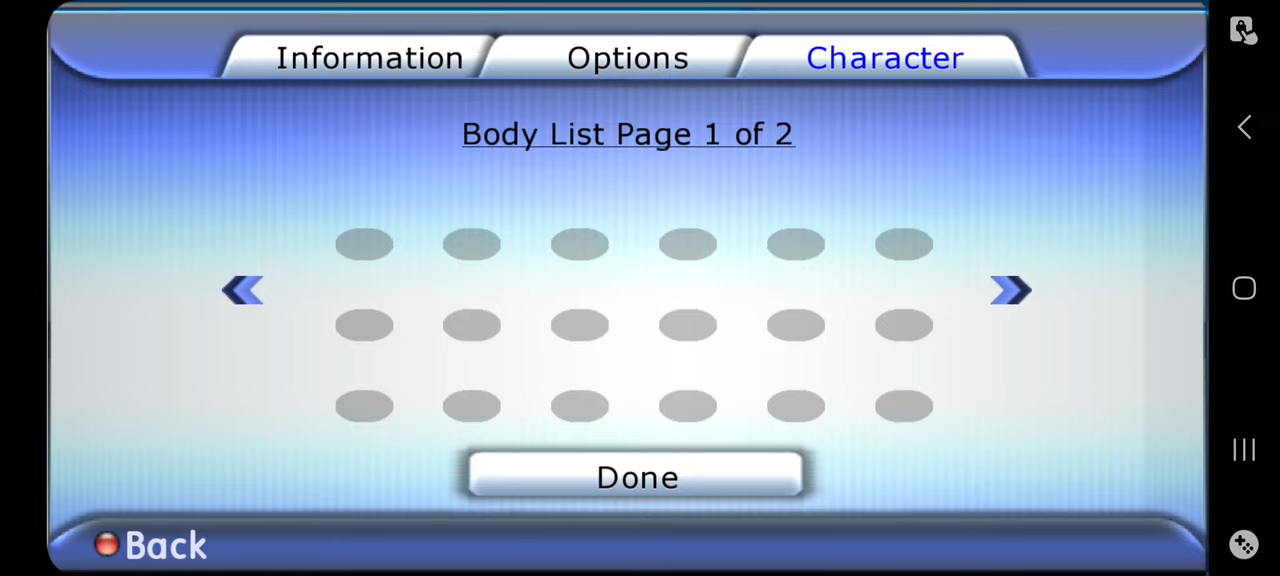 Information
Options
Character
Body List Page 1 of 2
Done
Back